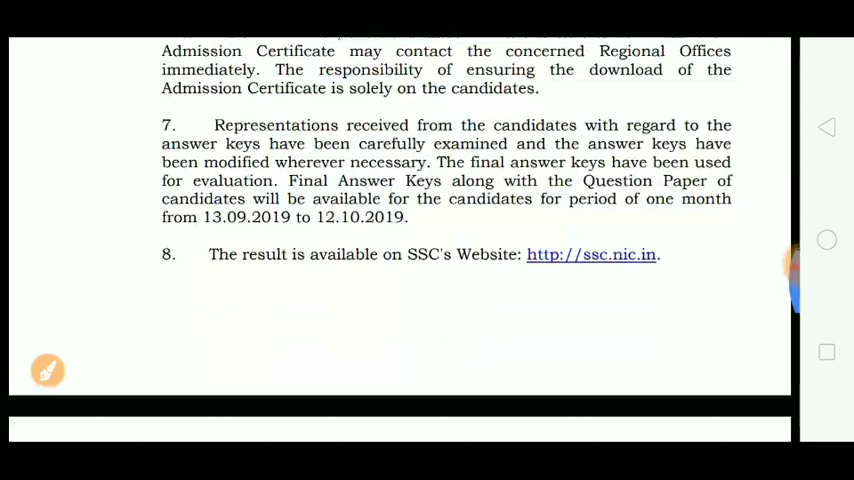 Admission Certificate may contact the concerned Regional Offices
immediately. The responsibility of ensuring the download of the
Admission Certificate is solely on the candidates.
7. Representations received from the candidates with regard to the
answer keys have been carefully examined and the answer keys have
been modified wherever necessary. The final answer keys have been used
for evaluation. Final Answer Keys along with the Question Paper of
candidates will be available for the candidates for period of one month
from 13.09.2019 to 12.10.2019.
8. The result is available on SSC's Website: http://ssc.nic.in.